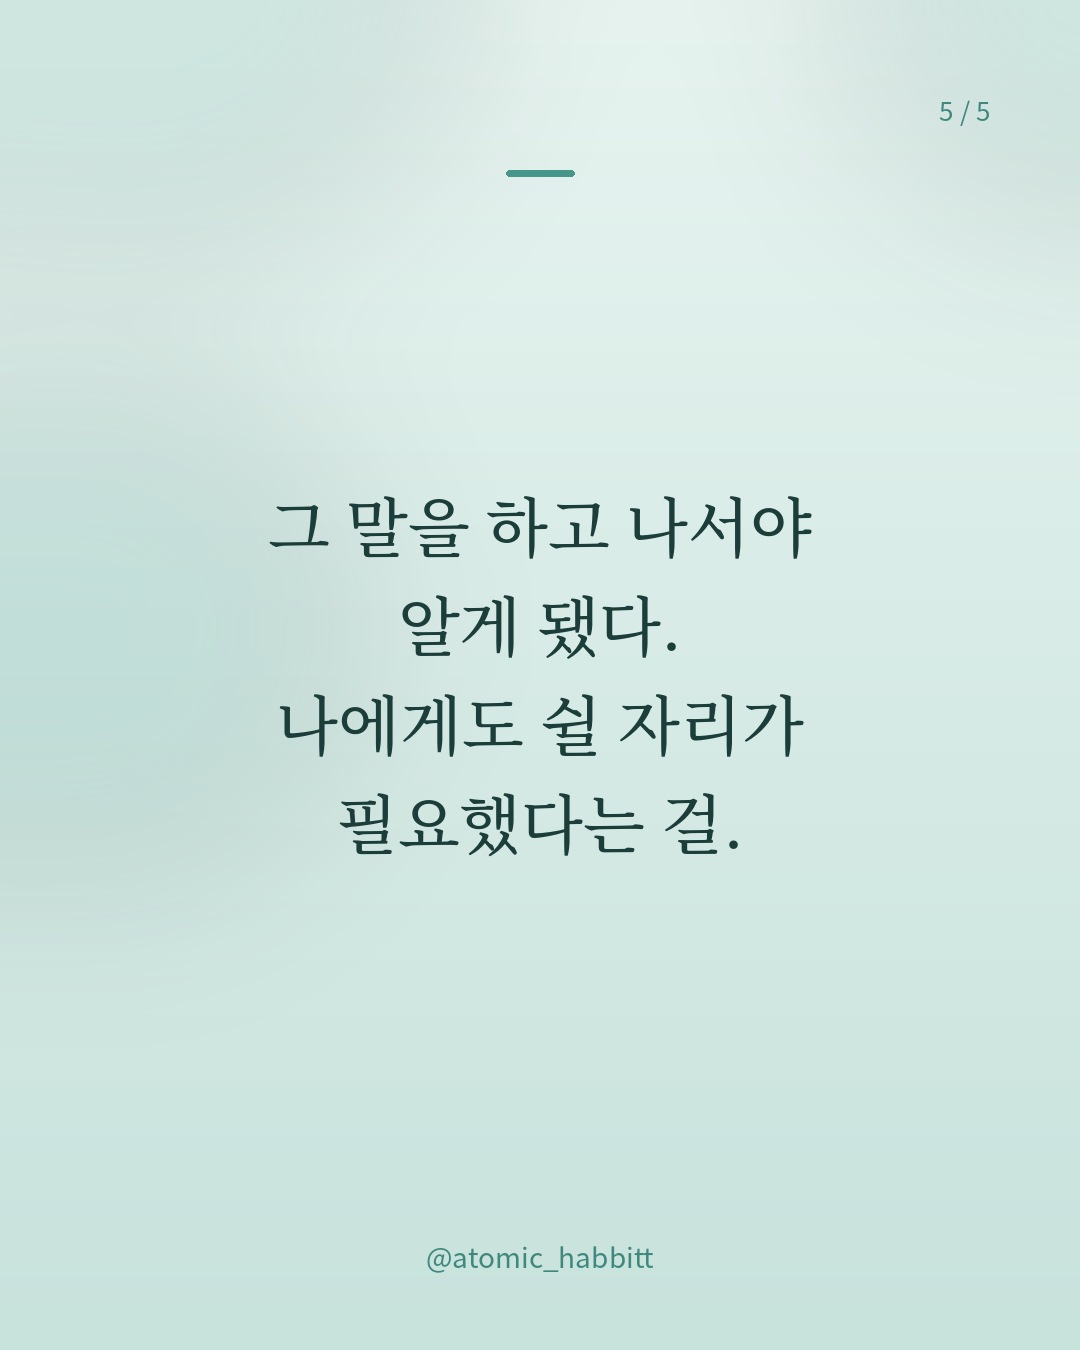 5 / 5
그 말을 하고 나서야
알게 됐다.
나에게도 쉴 자리가
필요했다는 걸.
@atomic_habbitt